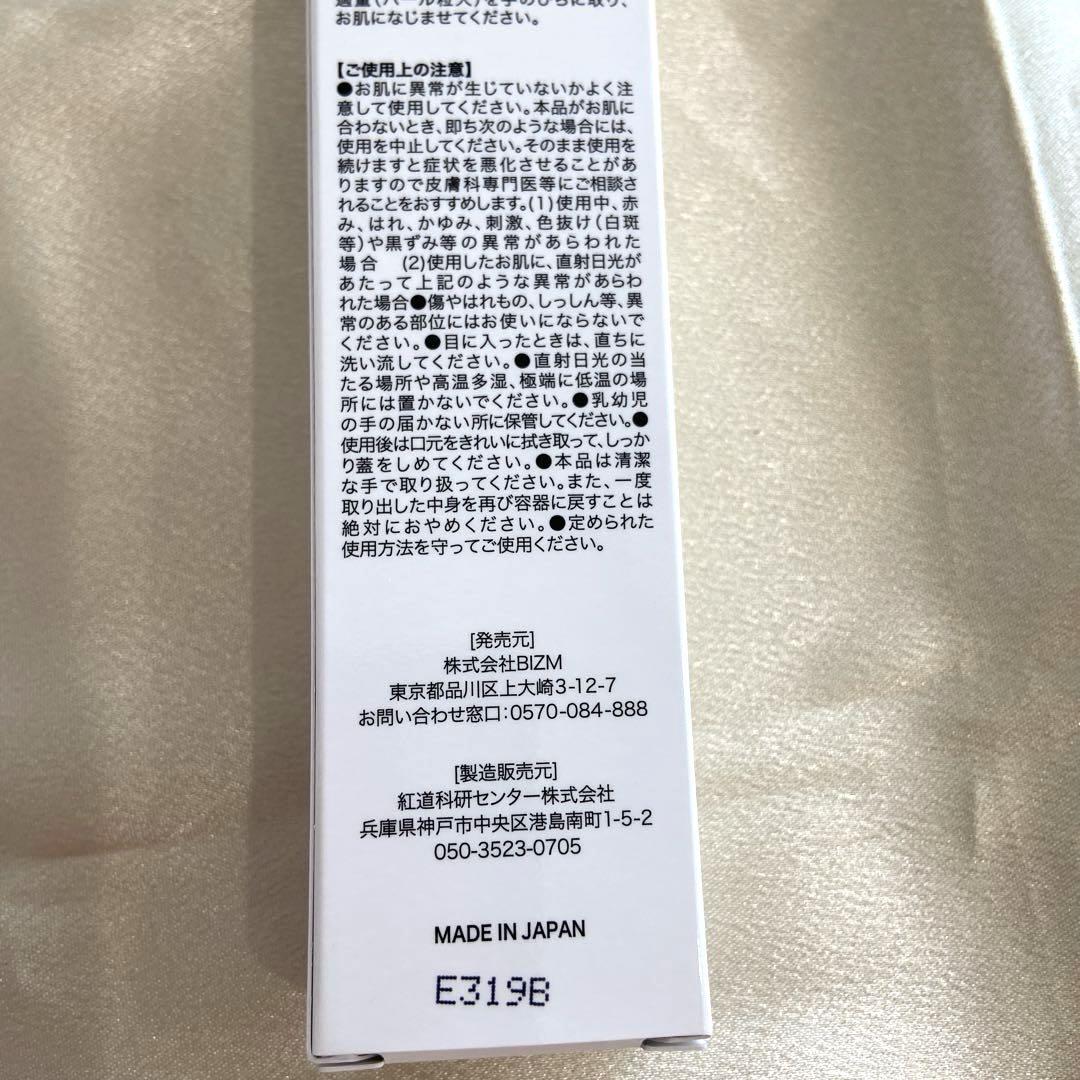 適量(パール粒大)を手のひらに取り、
お肌になじませてください。
【ご使用上の注意】
●お肌に異常が生じていないかよく注
意して使用してください。本品がお肌に
合わないとき、即ち次のような場合には、
使用を中止してください。そのまま使用を
続けますと症状を悪化させることがあ
りますので皮膚科専門医等にご相談さ
れることをおすすめします。(1)使用中、赤
み、はれ、かゆみ、刺激、色抜け(白斑
等)や黒ずみ等の異常があらわれた
場合 (2)使用したお肌に、直射日光が
あたって上記のような異常があらわ
れた場合●傷やはれもの、しっしん等、異
常のある部位にはお使いにならないで
ください。●目に入ったときは、直ちに
洗い流してください。●直射日光の当
たる場所や高温多湿、極端に低温の場
所には置かないでください。●乳幼児
の手の届かない所に保管してください。●
使用後は口元をきれいに拭き取って、しっか
り蓋をしめてください。●本品は清潔
な手で取り扱ってください。また、一度
取り出した中身を再び容器に戻すことは
絶対におやめください。●定められた
使用方法を守ってご使用ください。
[発売元]
株式会社BIZM
東京都品川区上大崎3-12-7
お問い合わせ窓口:0570-084-888
[製造販売元]
紅道科研センター株式会社
兵庫県神戸市中央区港島南町1-5-2
050-3523-0705
MADE IN JAPAN
E319B